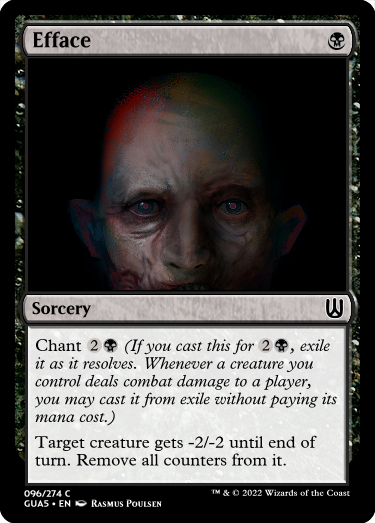 Efface
Sorcery
Chant 2 (If you cast this for 2 , exile
it as it resolves. Whenever a creature you
control deals combat damage to a player,
you may cast it from exile without paying its
mana cost.)
Target creature gets -2/-2 until end of
turn. Remove all counters from it.
096/274 C
GUA5 • EN Rasmus Poulsen
™ & © 2022 Wizards of the Coast